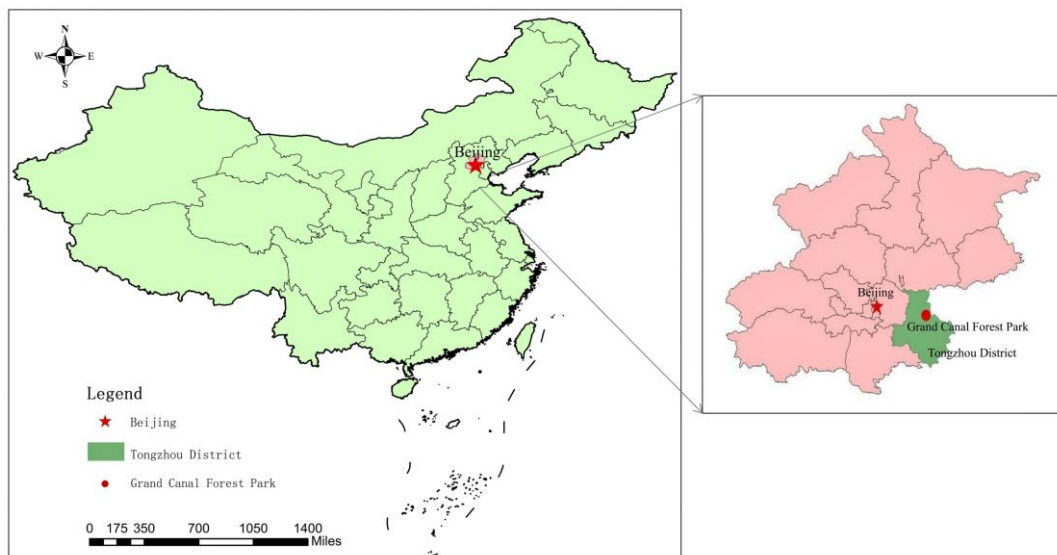 N
W E
S
Beijing
Legend
Beijing
Tongzhou District
Grand Canal Forest Park
0 175 350 700 1050 1400
Miles
Beijing
Grand Canal Forest Park
Tongzhou District